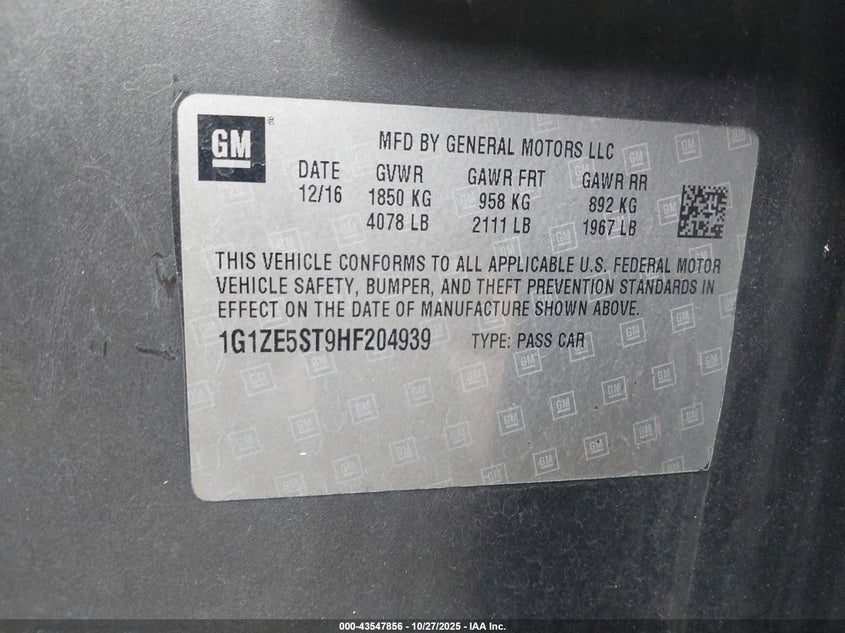 GM ®
MFD BY GENERAL MOTORS LLC
DATE GVWR GAWR FRT GAWR RR
12/16 1850 KG 958 KG 892 KG
4078 LB 2111 LB 1967 LB
THIS VEHICLE CONFORMS TO ALL APPLICABLE U.S. FEDERAL MOTOR
VEHICLE SAFETY, BUMPER, AND THEFT PREVENTION STANDARDS IN
EFFECT ON THE DATE OF MANUFACTURE SHOWN ABOVE.
1G1ZE5ST9HF204939 TYPE: PASS CAR
000-43547856 - 10/27/2025 - IAA Inc.